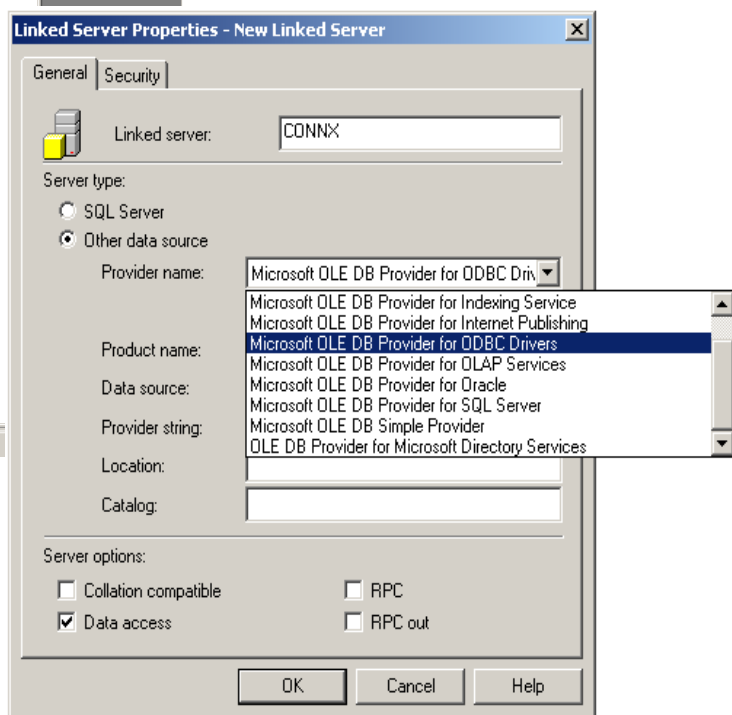 Linked Server Properties - New Linked Server
General Security
Linked server: CONNX
Server type:
SQL Server
Other data source
Provider name: Microsoft OLE DB Provider for ODBC Driv
Microsoft OLE DB Provider for Indexing Service
Microsoft OLE DB Provider for Internet Publishing
Microsoft OLE DB Provider for ODBC Drivers
Product name: Microsoft OLE DB Provider for OLAP Services
Data source: Microsoft OLE DB Provider for Oracle
Microsoft OLE DB Provider for SQL Server
Provider string: Microsoft OLE DB Simple Provider
OLE DB Provider for Microsoft Directory Services
Location:
Catalog:
Server options:
Collation compatible RPC
Data access RPC out
OK Cancel Help